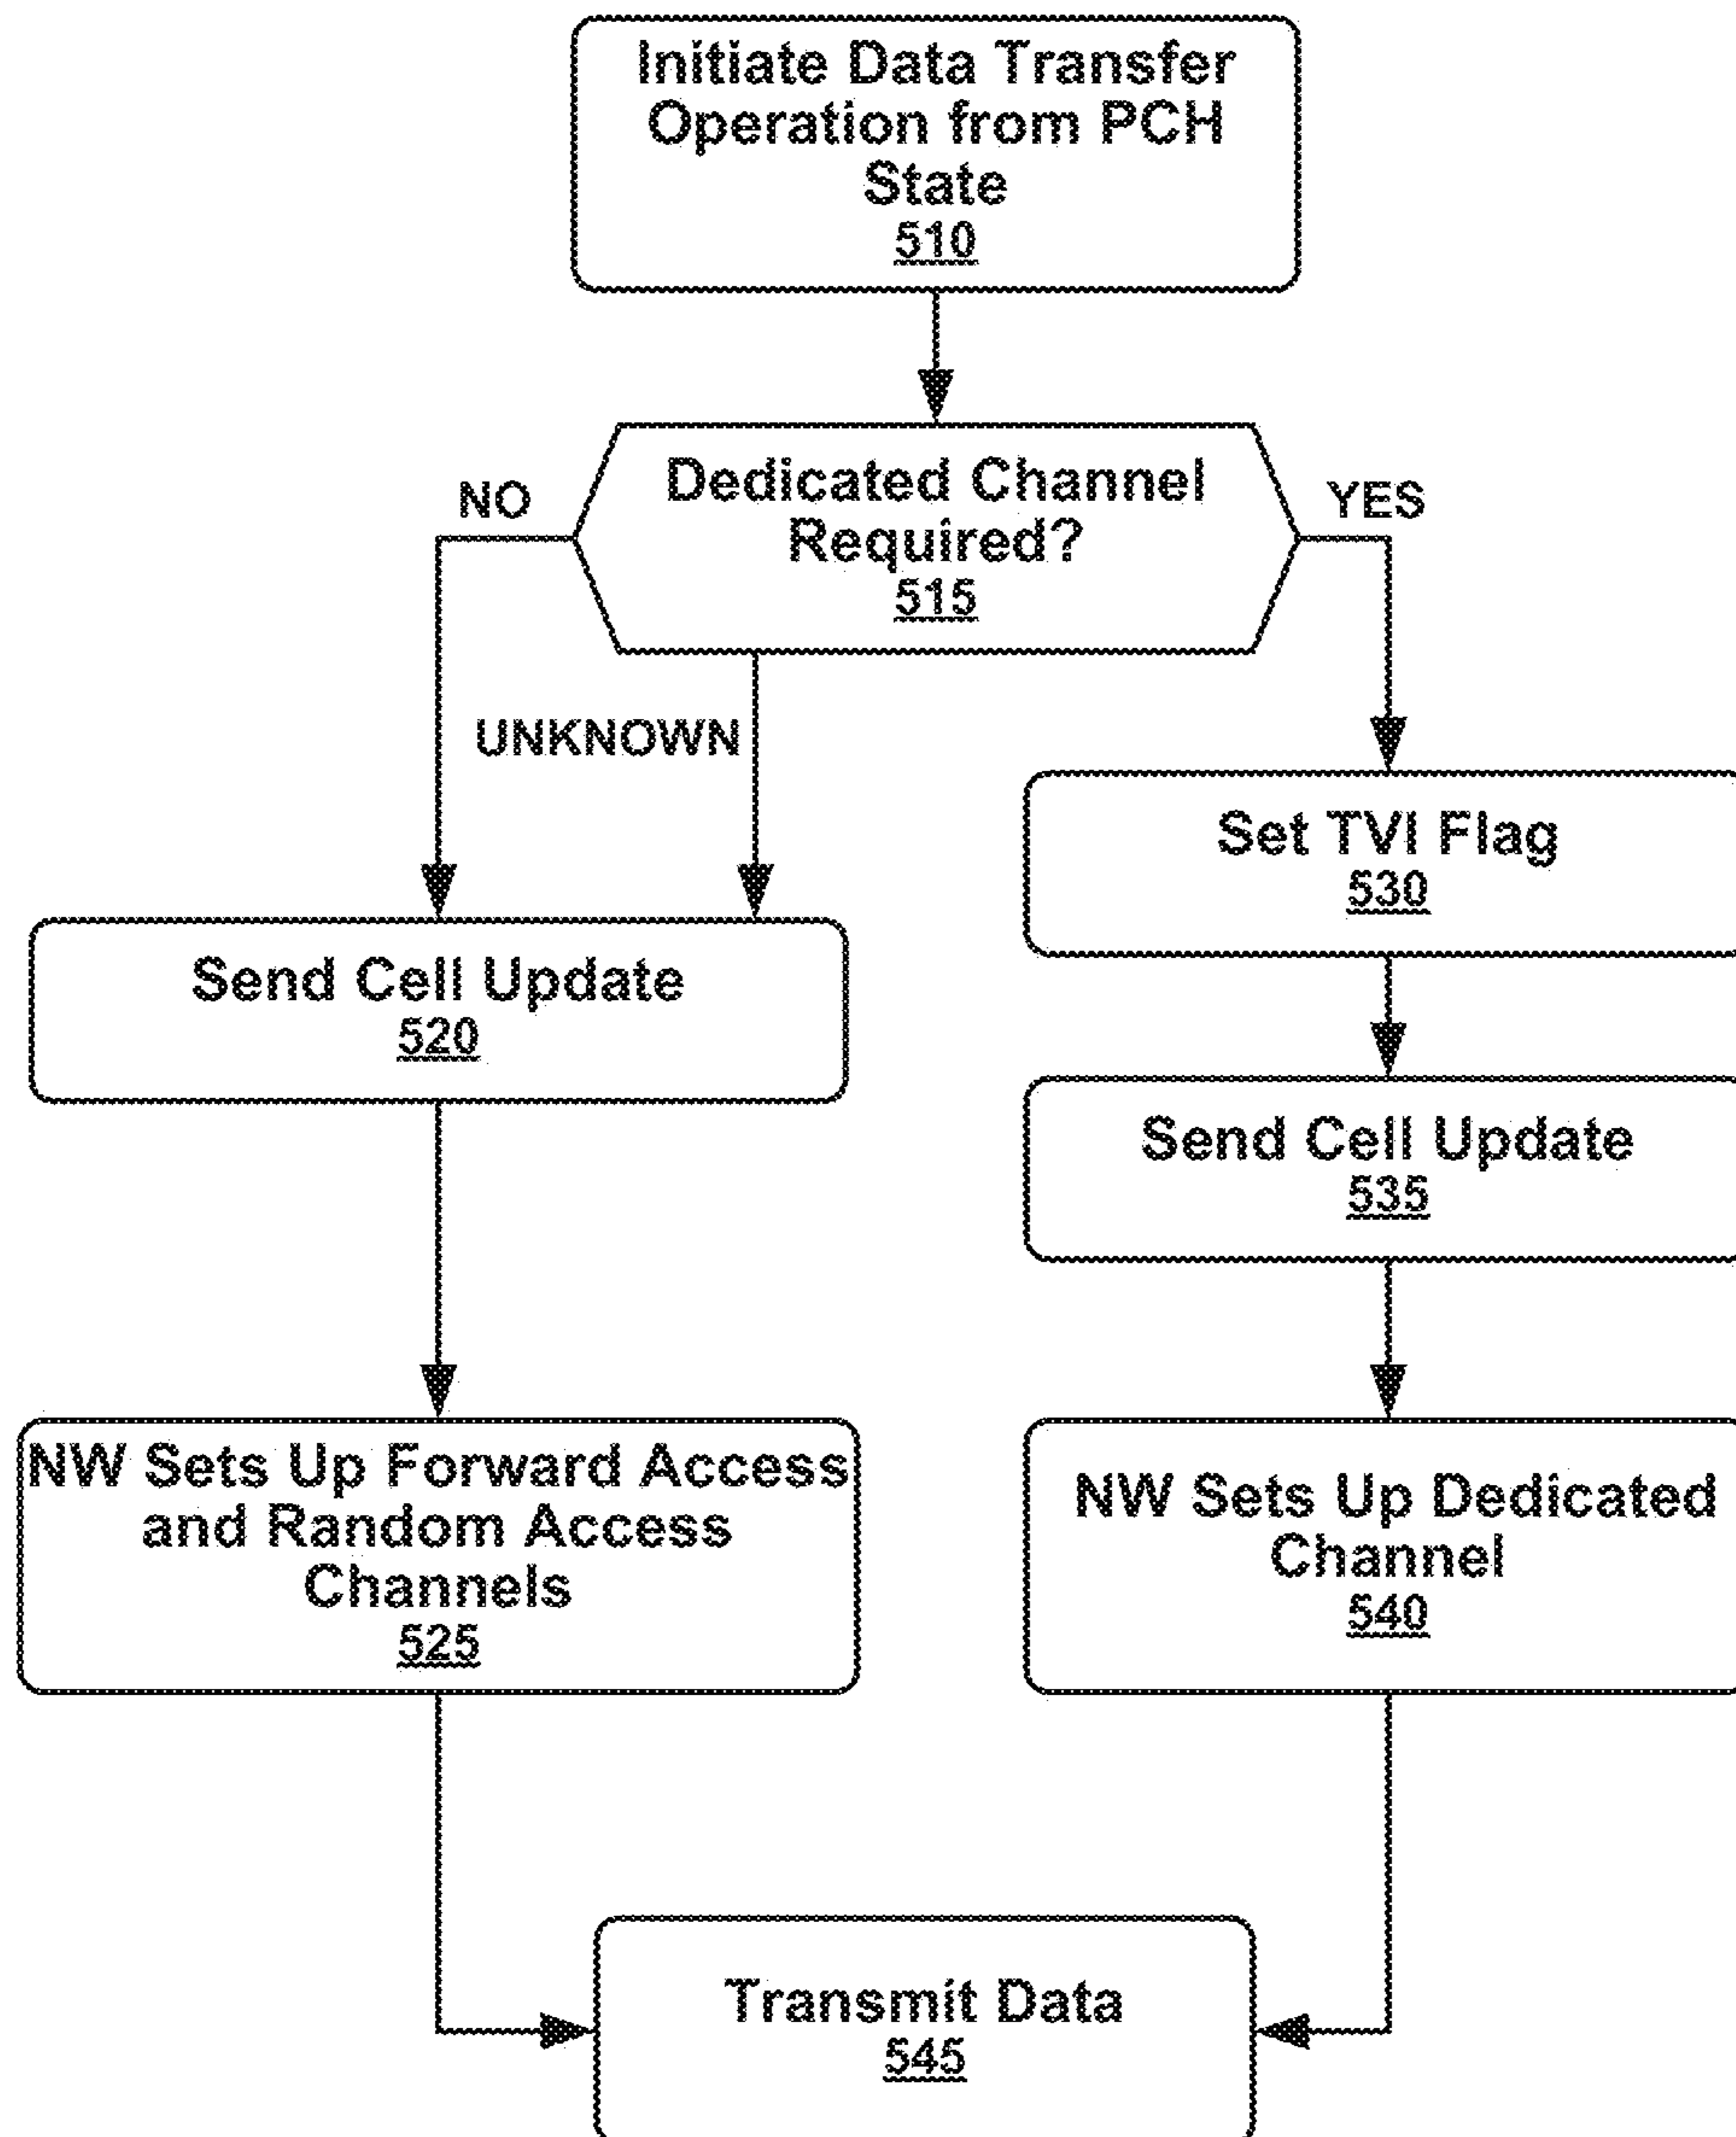 Initiate Data Transfer
Operation from PCH
State
510
Dedicated Channel
Required?
515
NO
YES
UNKNOWN
Set TVI Flag
530
Send Cell Update
520
Send Cell Update
535
NW Sets Up Forward Access
and Random Access
Channels
525
NW Sets Up Dedicated
Channel
540
Transmit Data
545